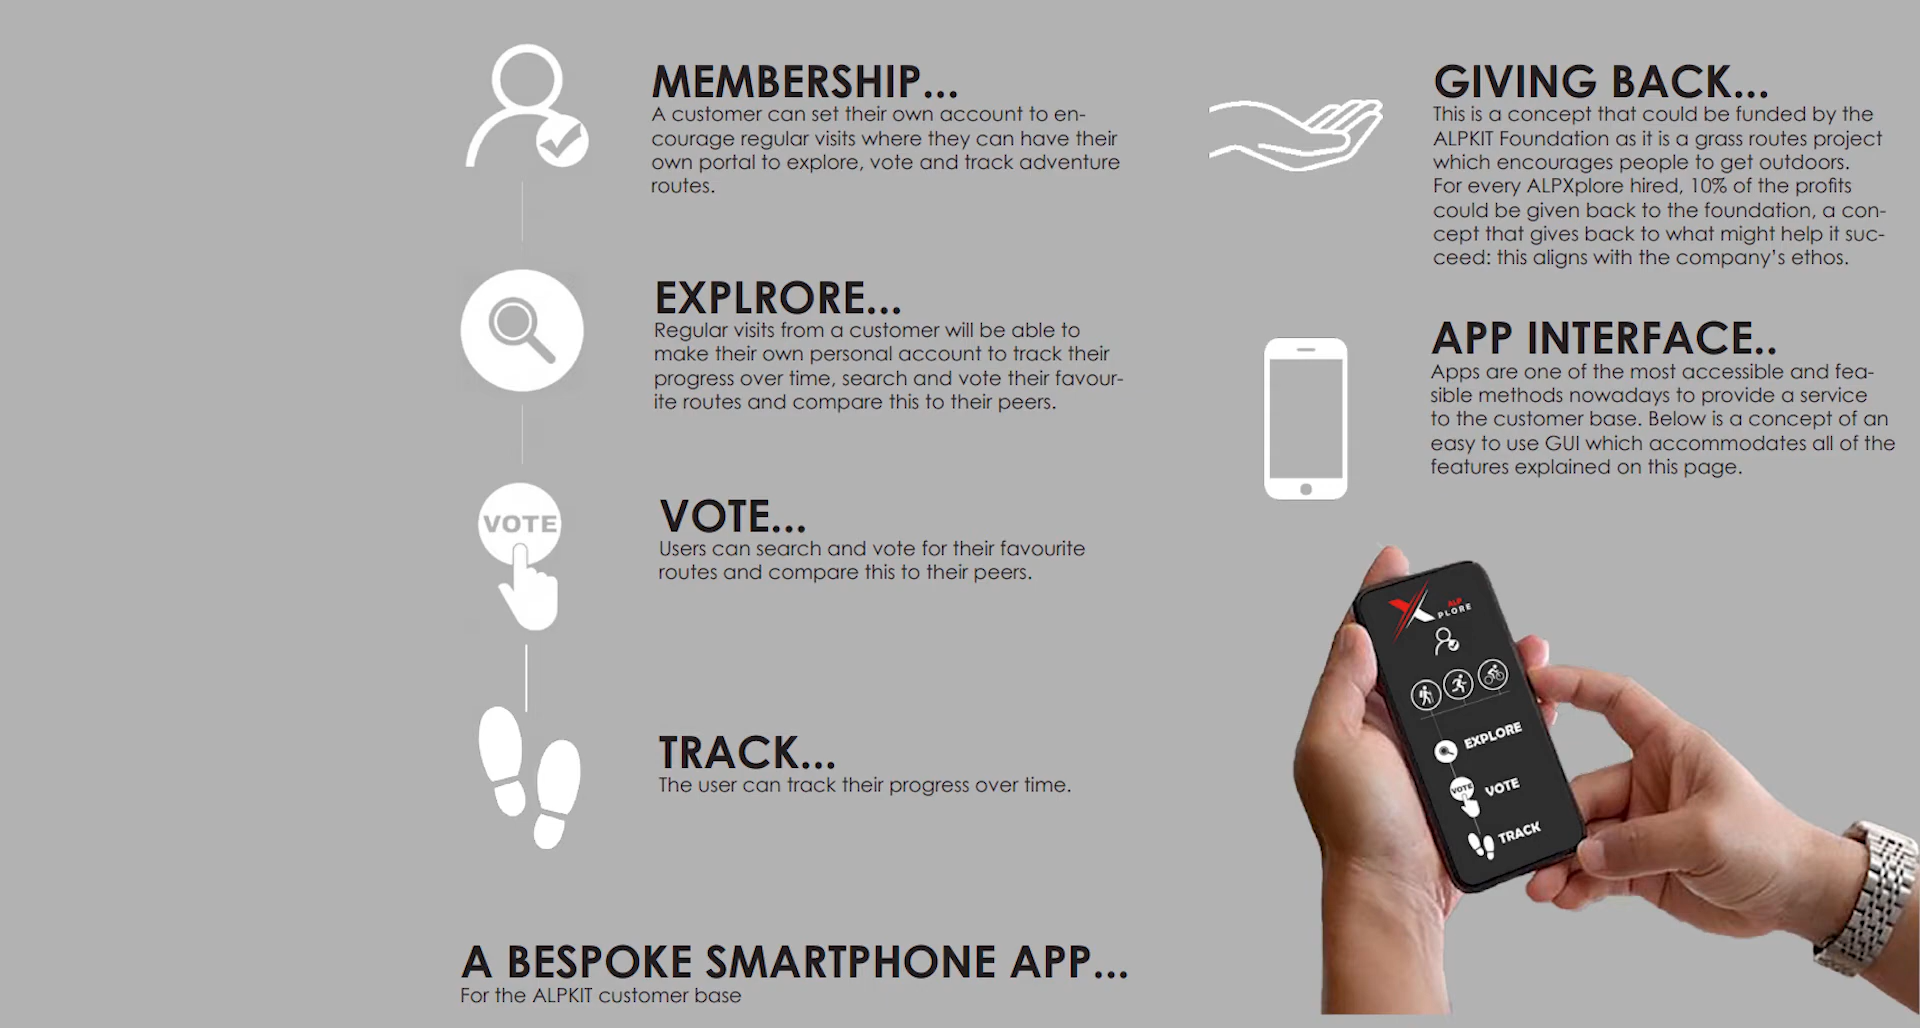 MEMBERSHIP...
A customer can set their own account to en-
courage regular visits where they can have their
own portal to explore, vote and track adventure
routes.
EXPLRORE...
Regular visits from a customer will be able to
make their own personal account to track their
progress over time, search and vote their favour-
ite routes and compare this to their peers.
VOTE
VOTE...
Users can search and vote for their favourite
routes and compare this to their peers.
TRACK...
The user can track their progress over time.
A BESPOKE SMARTPHONE APP...
For the ALPKIT customer base
GIVING BACK...
This is a concept that could be funded by the
ALPKIT Foundation as it is a grass routes project
which encourages people to get outdoors.
For every ALPXplore hired, 10% of the profits
could be given back to the foundation, a con-
cept that gives back to what might help it suc-
ceed: this aligns with the company's ethos.
APP INTERFACE..
Apps are one of the most accessible and fea-
sible methods nowadays to provide a service
to the customer base. Below is a concept of an
easy to use GUI which accommodates all of the
features explained on this page.
ALP
X PLORE
EXPLORE
VOTE VOTE
TRACK